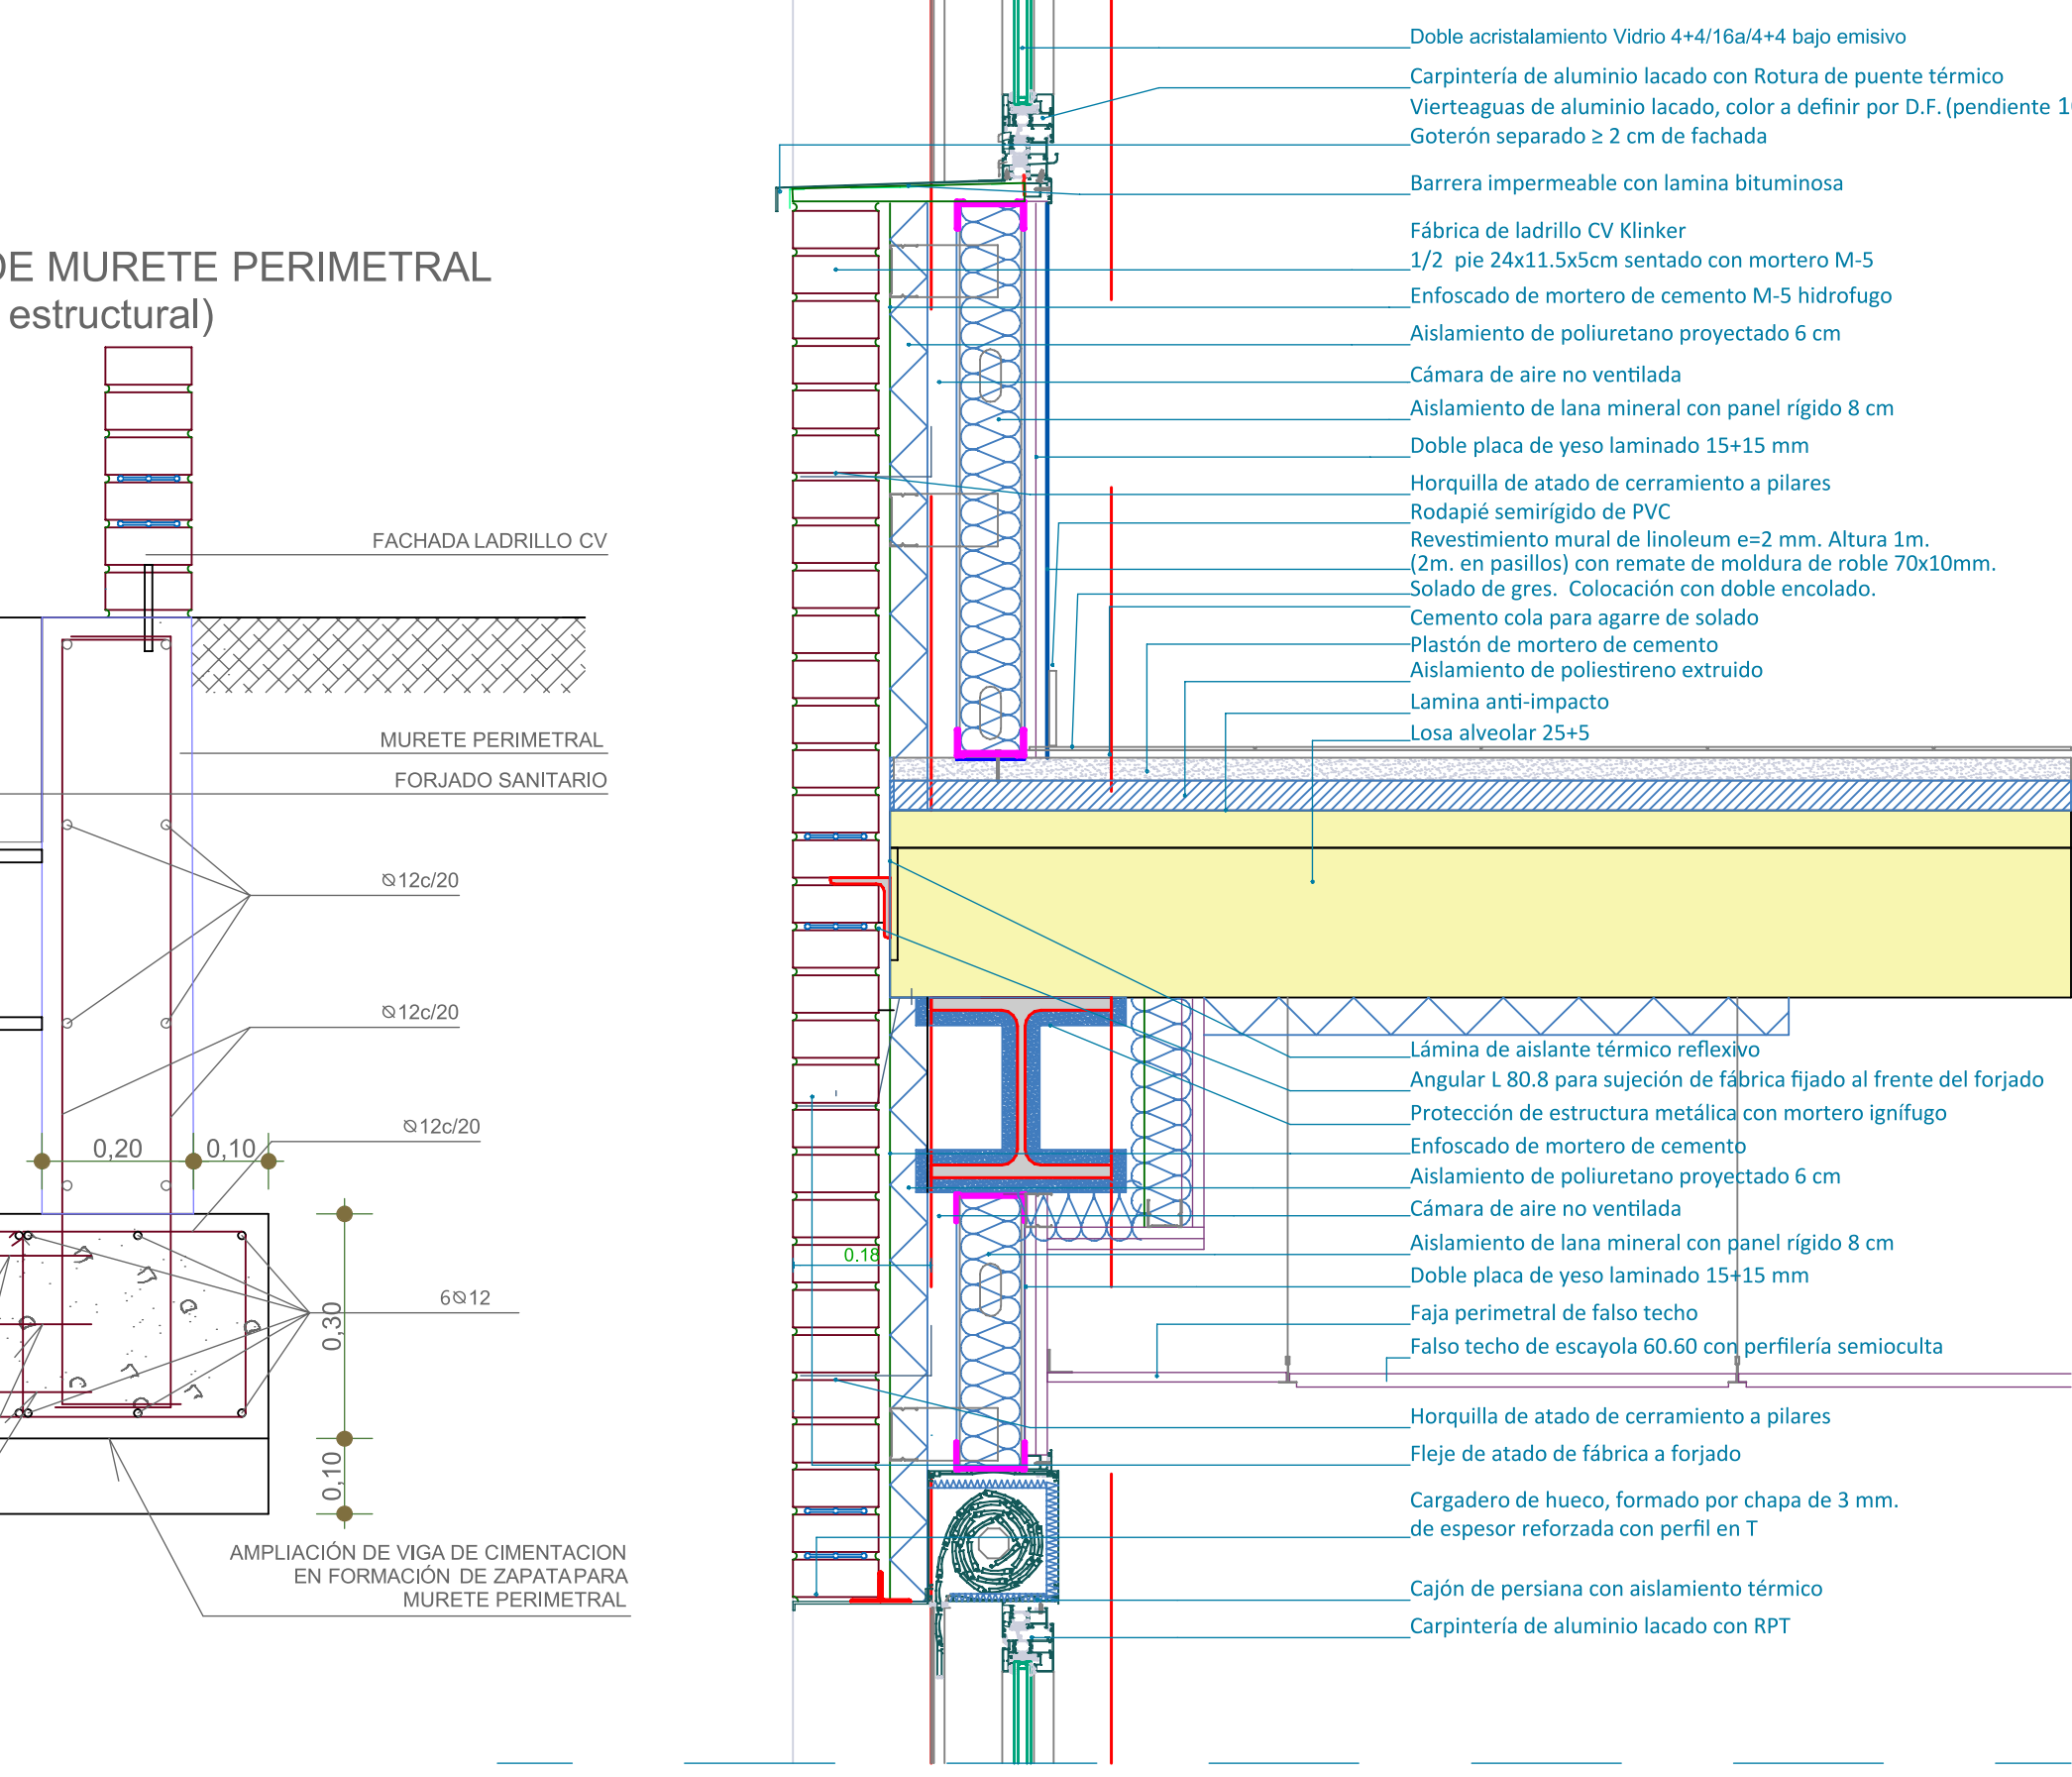 DE MURETE PERIMETRAL
estructural)
FACHADA LADRILLO CV
MURETE PERIMETRAL
FORJADO SANITARIO
Ø12c/20
Ø12c/20
Ø12c/20
0,20
0,10
6Ø12
0,30
0,10
AMPLIACIÓN DE VIGA DE CIMENTACION
EN FORMACIÓN DE ZAPATA PARA
MURETE PERIMETRAL
Doble acristalamiento Vidrio 4+4/16a/4+4 bajo emisivo
Carpintería de aluminio lacado con Rotura de puente térmico
Vierteaguas de aluminio lacado, color a definir por D.F. (pendiente
Goterón separado ≥ 2 cm de fachada
Barrera impermeable con lamina bituminosa
Fábrica de ladrillo CV Klinker
1/2 pie 24x11.5x5cm sentado con mortero M-5
Enfoscado de mortero de cemento M-5 hidrofugo
Aislamiento de poliuretano proyectado 6 cm
Cámara de aire no ventilada
Aislamiento de lana mineral con panel rígido 8 cm
Doble placa de yeso laminado 15+15 mm
Horquilla de atado de cerramiento a pilares
Rodapié semirígido de PVC
Revestimiento mural de linoleum e=2 mm. Altura 1m.
(2m. en pasillos) con remate de moldura de roble 70x10mm.
Solado de gres. Colocación con doble encolado.
Cemento cola para agarre de solado
Plastón de mortero de cemento
Aislamiento de poliestireno extruido
Lamina anti-impacto
Losa alveolar 25+5
Lámina de aislante térmico reflexivo
Angular L 80.8 para sujeción de fábrica fijado al frente del forjado
Protección de estructura metálica con mortero ignífugo
Enfoscado de mortero de cemento
Aislamiento de poliuretano proyectado 6 cm
Cámara de aire no ventilada
0.18
Aislamiento de lana mineral con panel rígido 8 cm
Doble placa de yeso laminado 15+15 mm
Faja perimetral de falso techo
Falso techo de escayola 60.60 con perfilería semioculta
Horquilla de atado de cerramiento a pilares
Fleje de atado de fábrica a forjado
Cargadero de hueco, formado por chapa de 3 mm.
de espesor reforzada con perfil en T
Cajón de persiana con aislamiento térmico
Carpintería de aluminio lacado con RPT